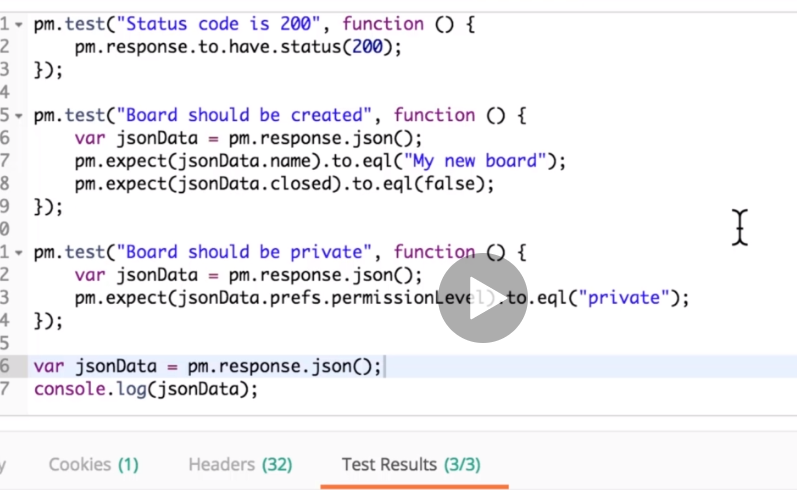 1 pm.test("Status code is 200", function () {
2 pm.response.to.have.status(200);
3 });
4
5 pm.test("Board should be created", function () {
6 var jsonData = pm.response.json();
7 pm.expect(jsonData.name).to.eql("My new board");
8 pm.expect(jsonData.closed).to.eql(false);
9 });
0
1 pm.test("Board should be private", function () {
2 var jsonData = pm.response.json();
3 pm.expect(jsonData.prefs.permissionLevel).to.eql("private");
4 });
5
6 var jsonData = pm.response.json();
7 console.log(jsonData);
y Cookies (1) Headers (32) Test Results (3/3)